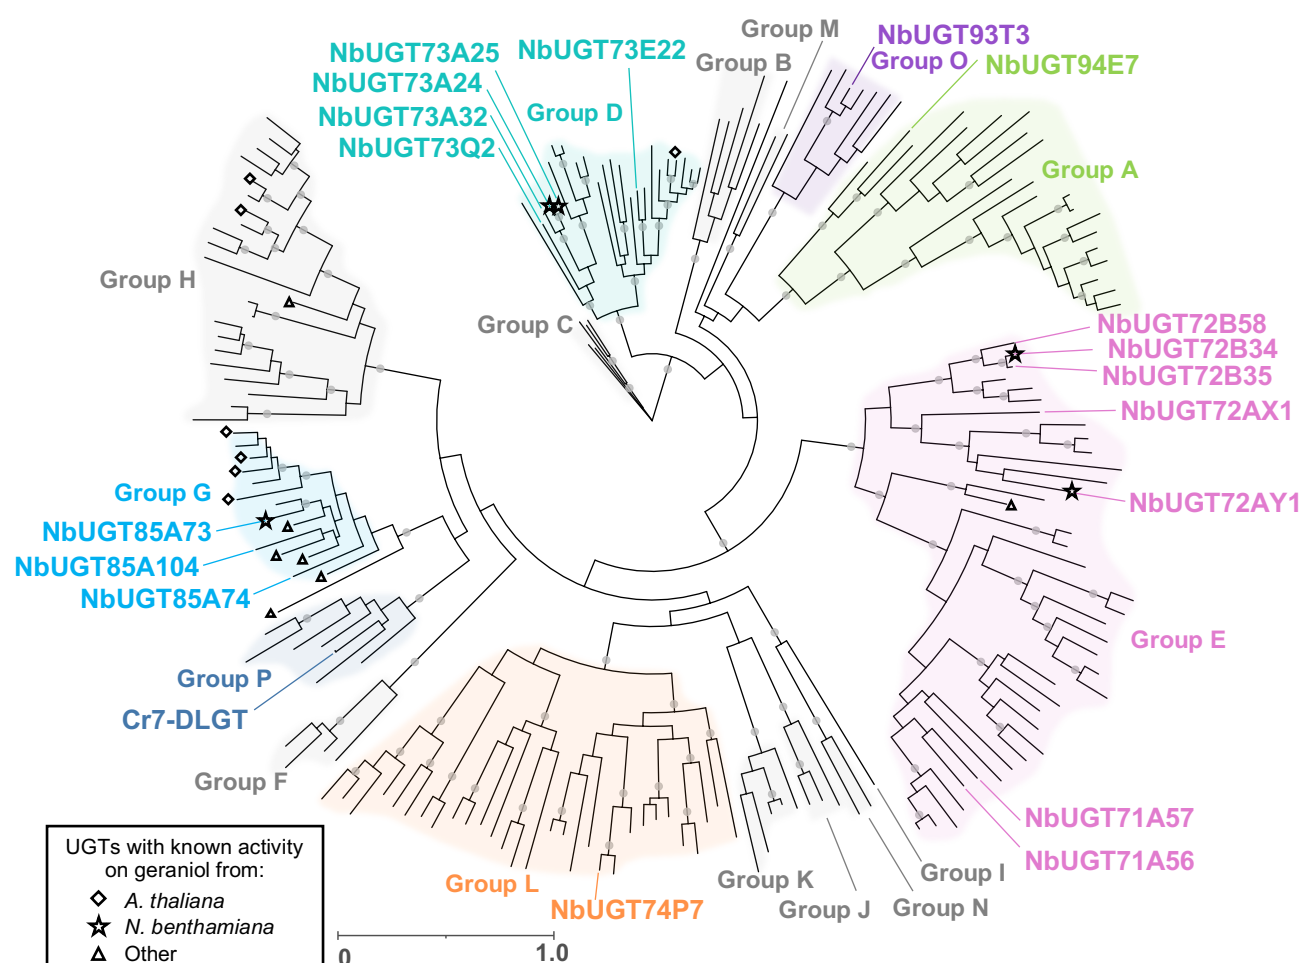 Group M
NbUGT93T3
NbUGT73A25
NbUGT73E22
Group B
Group O
NbUGT94E7
NbUGT73A24
NbUGT73A32
Group D
NbUGT73Q2
Group A
Group H
Group C
NbUGT72B58
NbUGT72B34
NbUGT72B35
NbUGT72AX1
Group G
NbUGT72AY1
NbUGT85A73
NbUGT85A104
NbUGT85A74
Group E
Group P
Cr7-DLGT
Group F
NbUGT71A57
NbUGT71A56
Group L
NbUGT74P7
Group K
Group J
Group I
Group N
UGTs with known activity
on geraniol from:
A. thaliana
N. benthamiana
Other
0
1.0